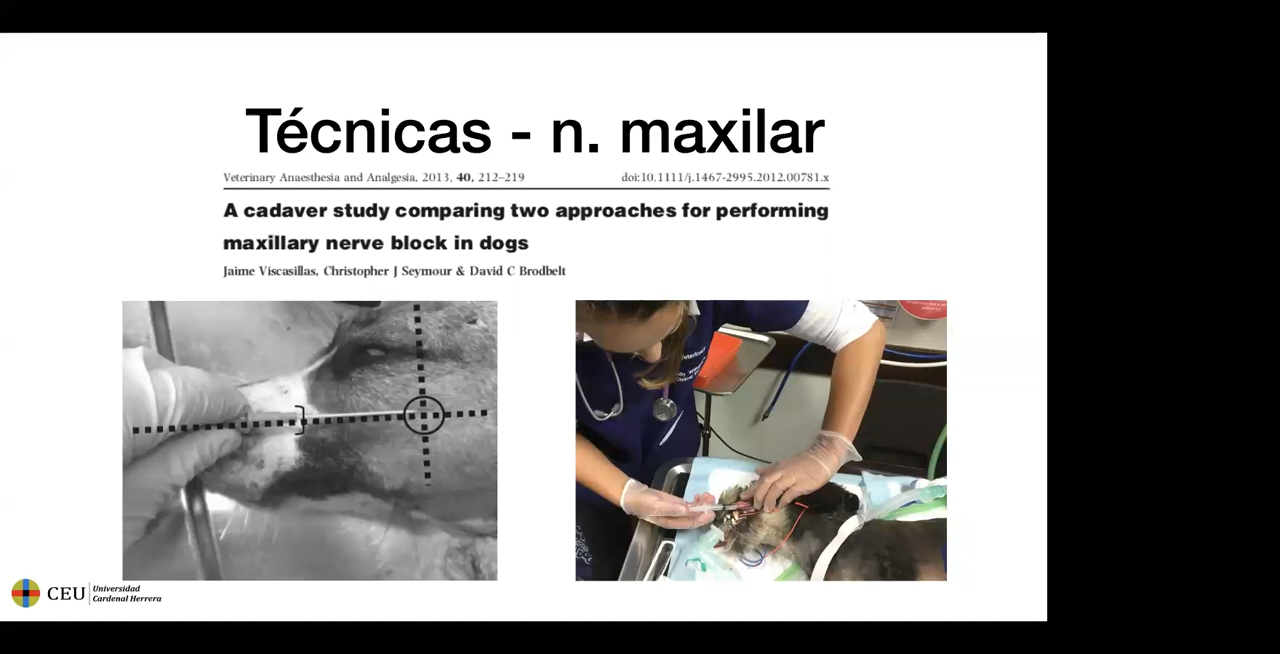 Técnicas - n. maxilar
Veterinary Anaesthesia and Analgesia, 2013, 40, 212–219
doi:10.1111/j.1467-2995.2012.00781.x
A cadaver study comparing two approaches for performing
maxillary nerve block in dogs
Jaime Viscasillas, Christopher J Seymour & David C Brodbelt
CEU
Universidad
Cardenal Herrera